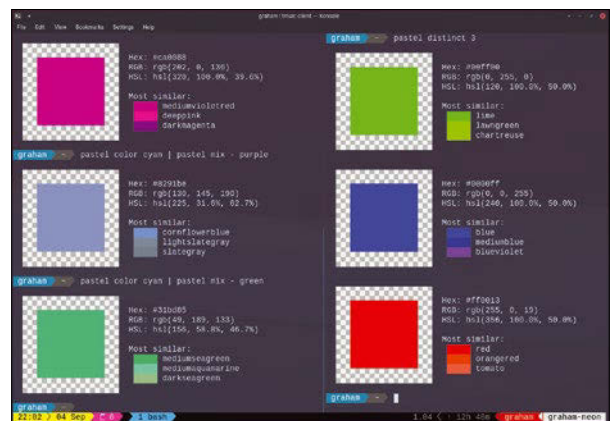 graham : tmux: client — Konsole
File Edit View Bookmarks Settings Help
Hex: #ca0088
RGB: rgb(202, 0, 136)
HSL: hsl(320, 100.0%, 39.6%)
Most similar:
mediumvioletred
deeppink
darkmagenta
graham ~ pastel color cyan | pastel mix - purple
Hex: #8291be
RGB: rgb(130, 145, 190)
HSL: hsl(225, 31.6%, 62.7%)
Most similar:
cornflowerblue
lightslategray
slategray
graham ~ pastel color cyan | pastel mix - green
Hex: #31bd85
RGB: rgb(49, 189, 133)
HSL: hsl(156, 58.8%, 46.7%)
Most similar:
mediumseagreen
mediumaquamarine
darkseagreen
graham ~
graham ~ pastel distinct 3
Hex: #00ff00
RGB: rgb(0, 255, 0)
HSL: hsl(120, 100.0%, 50.0%)
Most similar:
lime
lawngreen
chartreuse
Hex: #0000ff
RGB: rgb(0, 0, 255)
HSL: hsl(240, 100.0%, 50.0%)
Most similar:
blue
mediumblue
blueviolet
Hex: #ff0013
RGB: rgb(255, 0, 19)
HSL: hsl(356, 100.0%, 50.0%)
Most similar:
red
orangered
tomato
graham ~
22:02 04 Sep 0 1 bash 1.04 12h 46m graham graham-neon